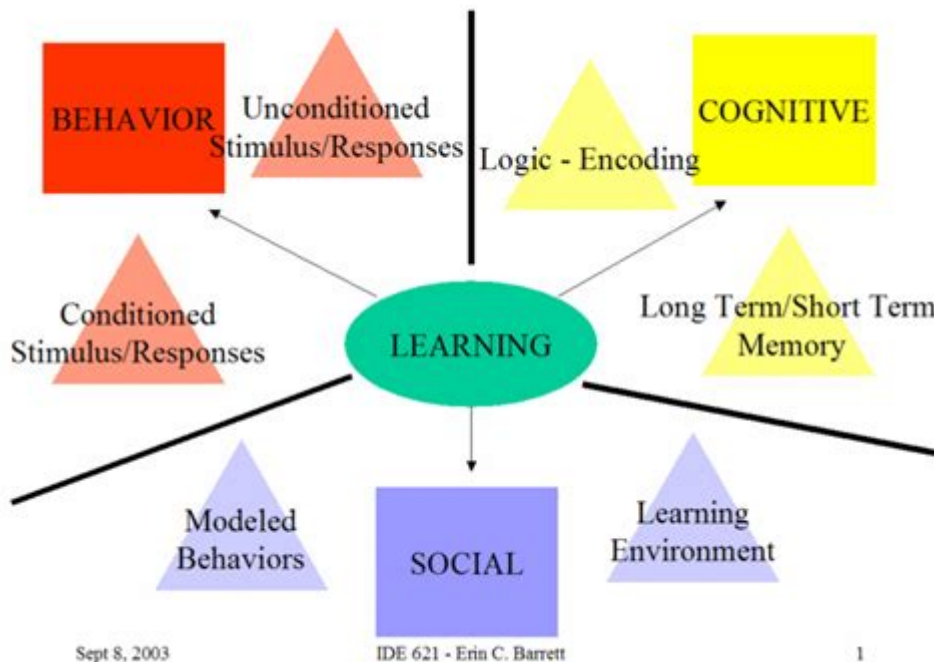 BEHAVIOR
Unconditioned
Stimulus/Responses
Conditioned
Stimulus/Responses
Logic - Encoding
COGNITIVE
Long Term/Short Term
Memory
LEARNING
Modeled
Behaviors
SOCIAL
Learning
Environment
Sept 8, 2003
IDE 621 - Erin C. Barrett
1